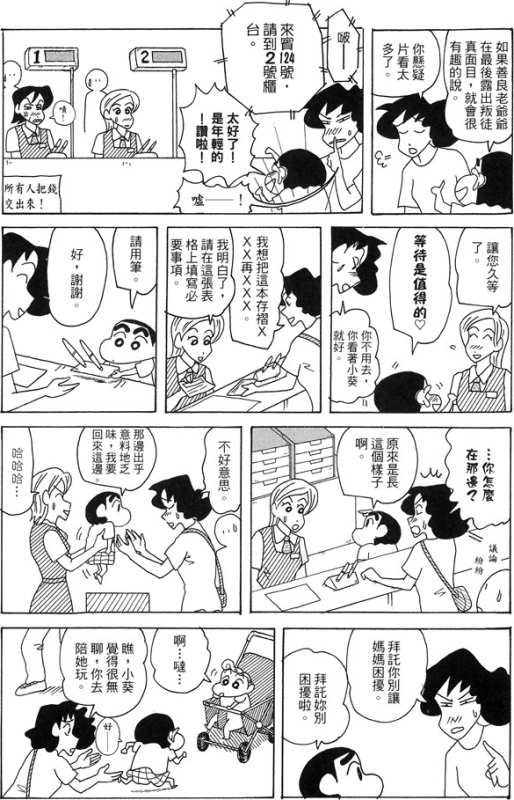 如果善良老爺爺
在最後露出叛徒
真面目，就會很
有趣的說。
你懸疑
片看太
多了。
啵——
來賓124號，
請到2號櫃
台。
太好了！
是年輕的
！讚啦！
噓——！
1
2
咦！
所有人把錢
交出來！
讓您久等
了。
等待是值得的♡
你不用去，
你看著小葵
就好。
我想把這本存摺X
XX再XXX。
我明白了，
請在這張表
格上填寫必
要事項。
請用筆。
好，謝謝。
…你怎麼
在那邊？
議論
紛紛
原來是長
這個樣子
啊。
不好意思。
那邊出乎
意料地乏
味，我要
回來這邊。
哈哈哈…
拜託你別讓
媽媽困擾。
拜託妳別
困擾啦。
啊…噠…
瞧，小葵
覺得很無
聊，你去
陪她玩。
好—